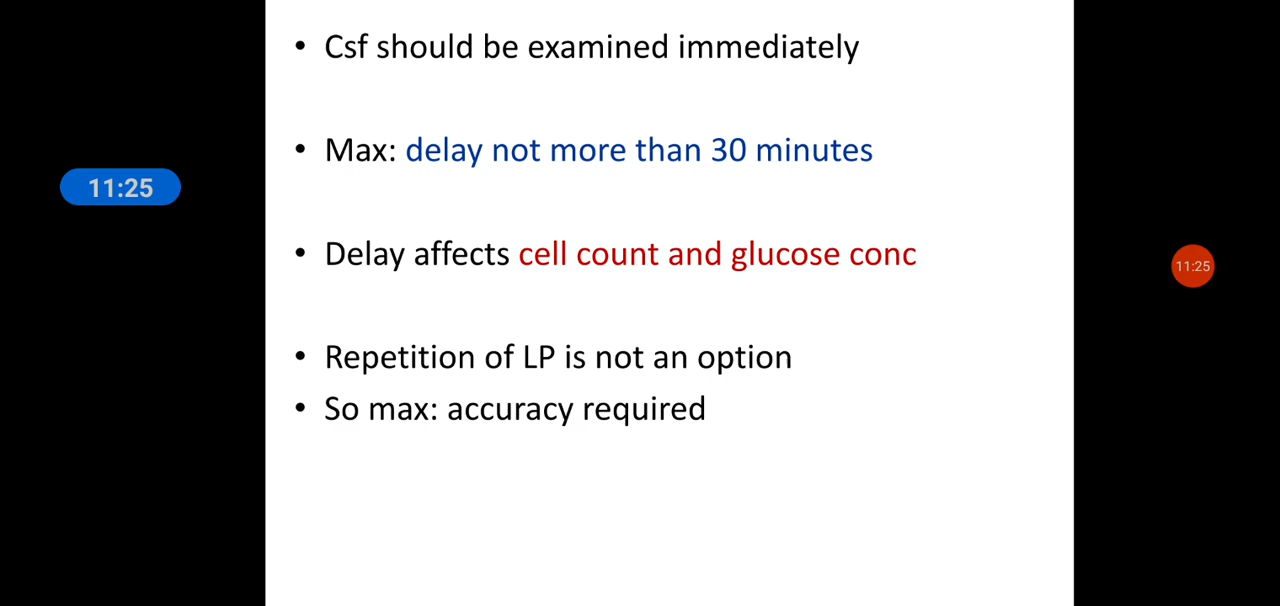 • Csf should be examined immediately
• Max: delay not more than 30 minutes
11:25
• Delay affects cell count and glucose conc
11:25
• Repetition of LP is not an option
• So max: accuracy required